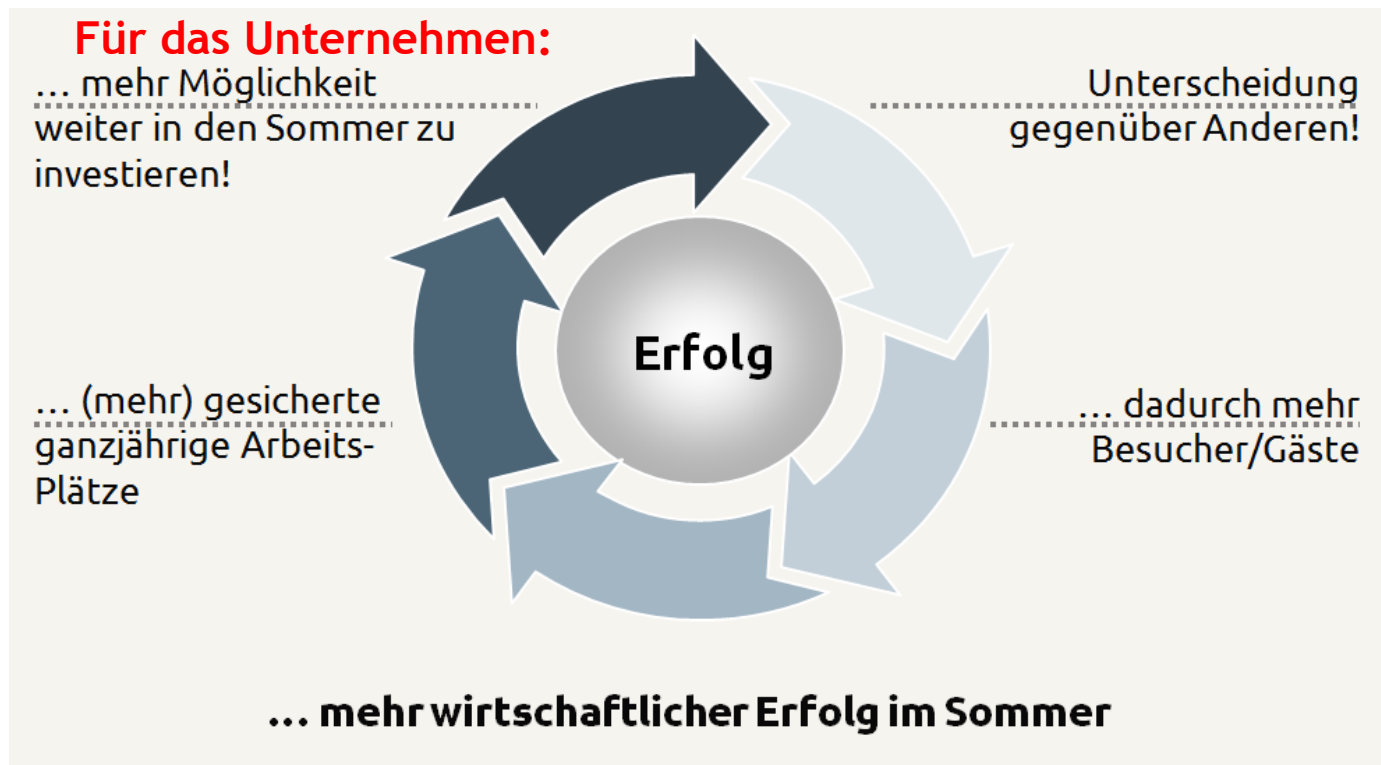 Für das Unternehmen:
… mehr Möglichkeit
weiter in den Sommer zu
investieren!
Unterscheidung
gegenüber Anderen!
Erfolg
… (mehr) gesicherte
ganzjährige Arbeits-
Plätze
… dadurch mehr
Besucher/Gäste
… mehr wirtschaftlicher Erfolg im Sommer